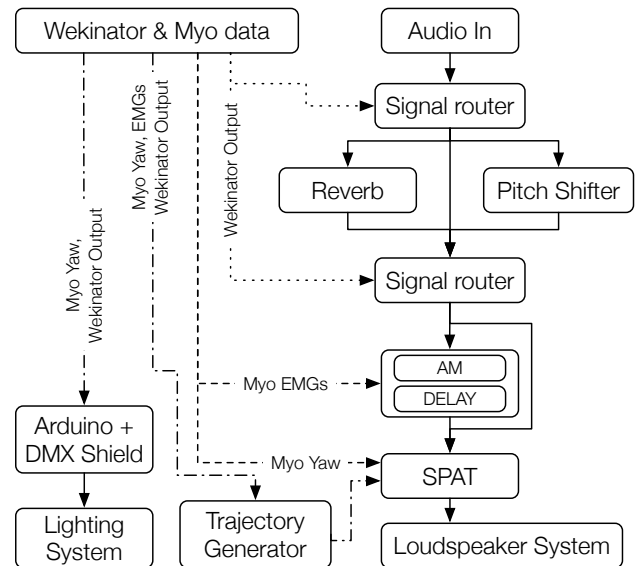 Wekinator & Myo data
Audio In
Signal router
Myo Yaw, EMGs
Wekinator Output
Wekinator Output
Reverb
Pitch Shifter
Myo Yaw,
Wekinator Output
Signal router
AM
Myo EMGs
DELAY
Arduino +
DMX Shield
Myo Yaw
SPAT
Lighting
System
Trajectory
Generator
Loudspeaker System